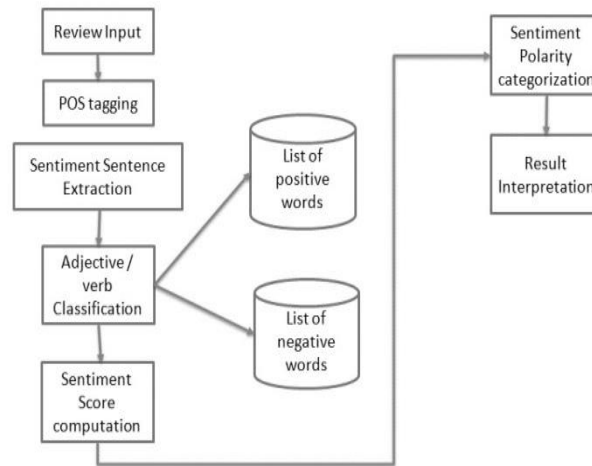 Review Input
POS tagging
Sentiment Sentence
Extraction
Adjective /
verb
Classification
Sentiment
Score
computation
List of
positive
words
List of
negative
words
Sentiment
Polarity
categorization
Result
Interpretation